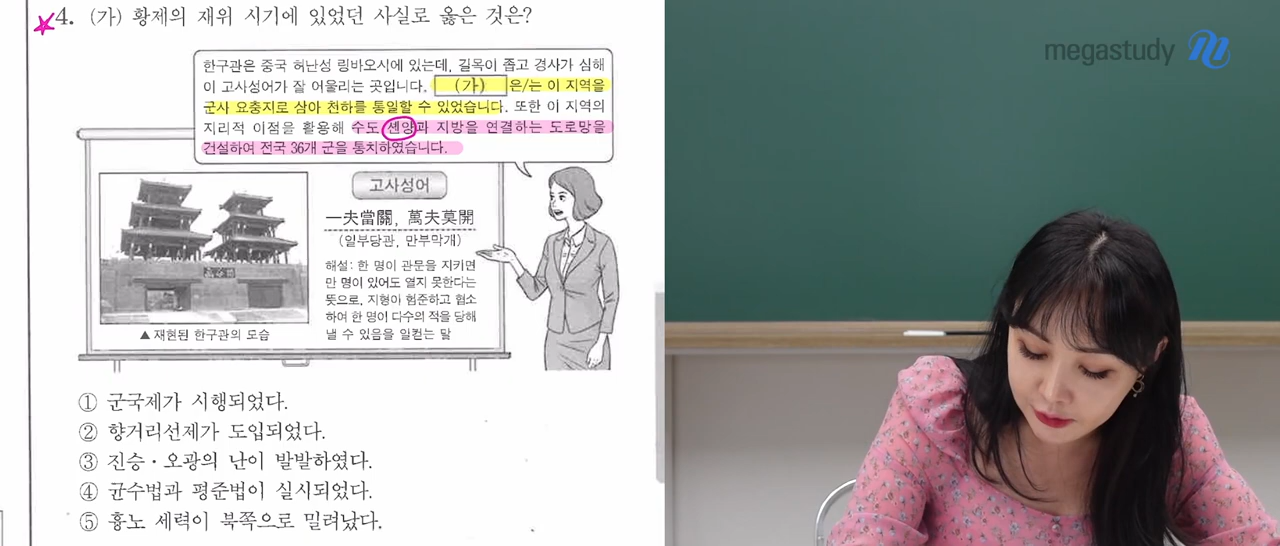 4. (가) 황제의 재위 시기에 있었던 사실로 옳은 것은?
한구관은 중국 허난성 링바오시에 있는데, 길목이 좁고 경사가 심해
이 고사성어가 잘 어울리는 곳입니다. (가) 은/는 이 지역을
군사 요충지로 삼아 천하를 통일할 수 있었습니다. 또한 이 지역의
지리적 이점을 활용해 수도 셴양과 지방을 연결하는 도로망을
건설하여 전국 36개 군을 통치하였습니다.
고사성어
一夫當關, 萬夫莫開
(일부당관, 만부막개)
해설: 한 명이 관문을 지키면
만 명이 있어도 열지 못한다는
뜻으로, 지형이 험준하고 협소
하여 한 명이 다수의 적을 당해
낼 수 있음을 일컫는 말
▲ 재현된 한구관의 모습
① 군국제가 시행되었다.
② 향거리선제가 도입되었다.
③ 진승·오광의 난이 발발하였다.
④ 균수법과 평준법이 실시되었다.
⑤ 흉노 세력이 북쪽으로 밀려났다.
megastudy